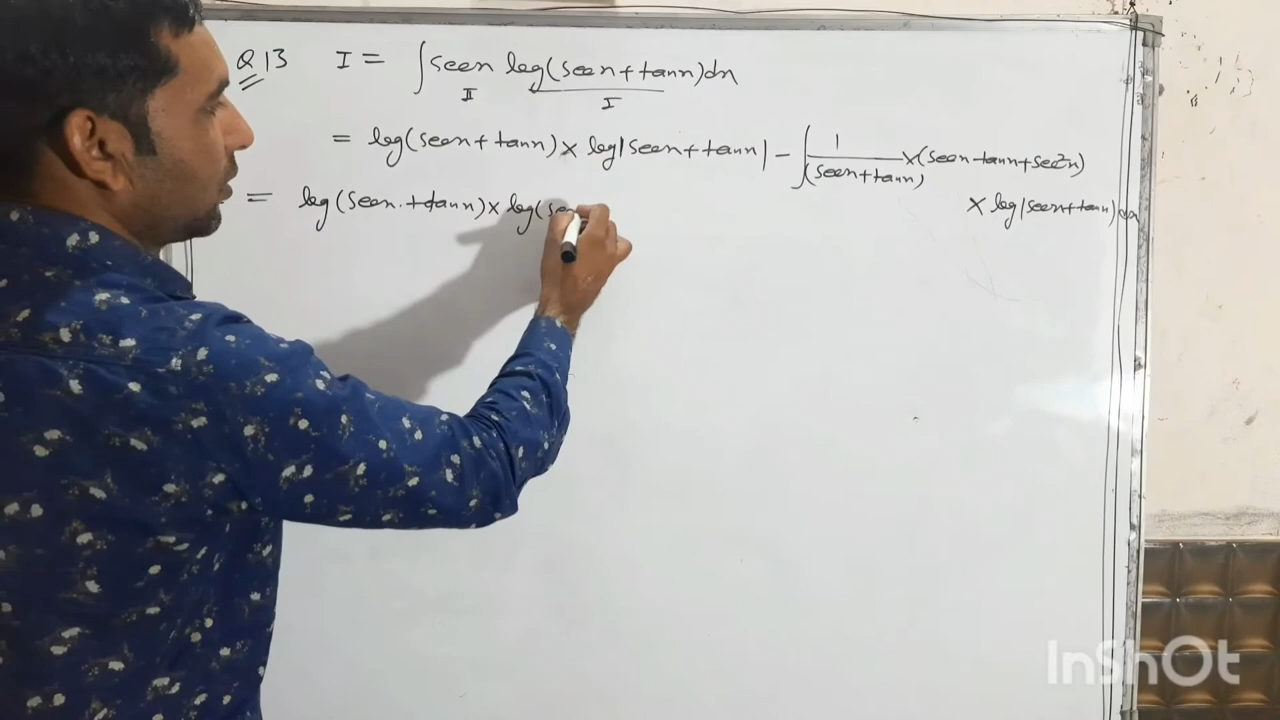 Q13 I = ∫ secx log(secx+tanx)dx
II I
= log(secx+tanx) × log|secx+tanx| - ∫ 1/(secx+tanx) × (secx tanx+sec²x)
× log|secx+tanx| dx
= log(secx+tanx) × log(se
InShOt